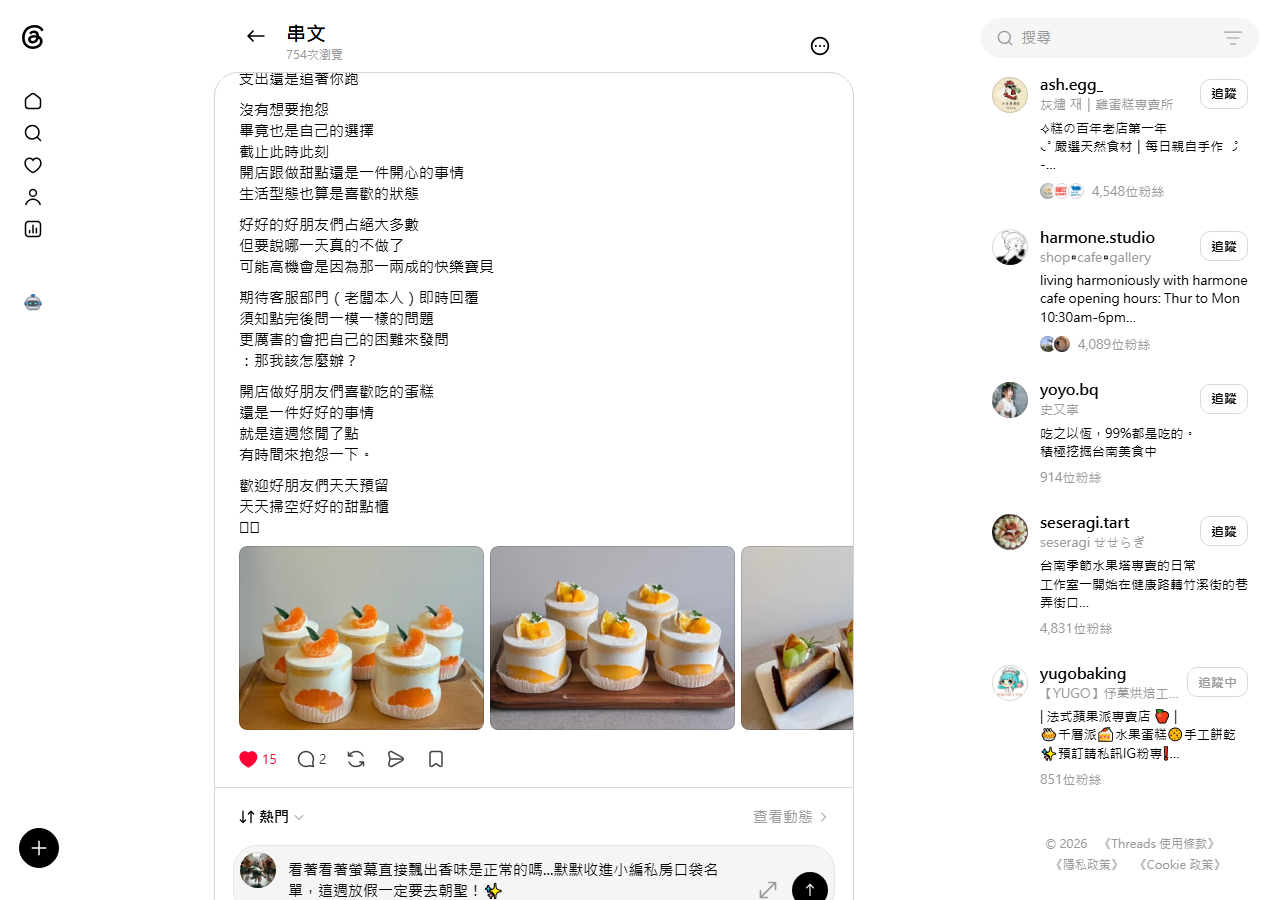 串文
754次瀏覽
支出還是追著你跑
沒有想要抱怨
畢竟也是自己的選擇
截止此時此刻
開店跟做甜點還是一件開心的事情
生活型態也算是喜歡的狀態
好好的好朋友們占絕大多數
但要說哪一天真的不做了
可能高機會是因為那一兩成的快樂寶貝
期待客服部門（老闆本人）即時回覆
須知點完後問一模一樣的問題
更厲害的會把自己的困難來發問
：那我該怎麼辦？
開店做好朋友們喜歡吃的蛋糕
還是一件好好的事情
就是這週悠閒了點
有時間來抱怨一下。
歡迎好朋友們天天預留
天天掃空好好的甜點櫃
15
2
熱門
查看動態
看著看著螢幕直接飄出香味是正常的嗎...默默收進小編私房口袋名
單，這週放假一定要去朝聖！✨
搜尋
ash.egg_
追蹤
灰燼 재｜雞蛋糕專賣所
⟡糕の百年老店第一年
◟˚ 嚴選天然食材｜每日親自手作 ◞
-...
4,548位粉絲
harmone.studio
追蹤
shop▫cafe▫gallery
living harmoniously with harmone
cafe opening hours: Thur to Mon
10:30am-6pm...
4,089位粉絲
yoyo.bq
追蹤
史又寧
吃之以恆，99%都是吃的。
積極挖掘台南美食中
914位粉絲
seseragi.tart
追蹤
seseragi せせらぎ
台南季節水果塔專賣的日常
工作室一開始在健康路轉竹溪街的巷
弄街口...
4,831位粉絲
yugobaking
追蹤中
【YUGO】伃菓烘焙工...
| 法式蘋果派專賣店 🍎 |
🥧千層派🍰水果蛋糕🍪手工餅乾
✨預訂請私訊IG粉專❗...
851位粉絲
© 2026 《Threads 使用條款》
《隱私政策》 《Cookie 政策》